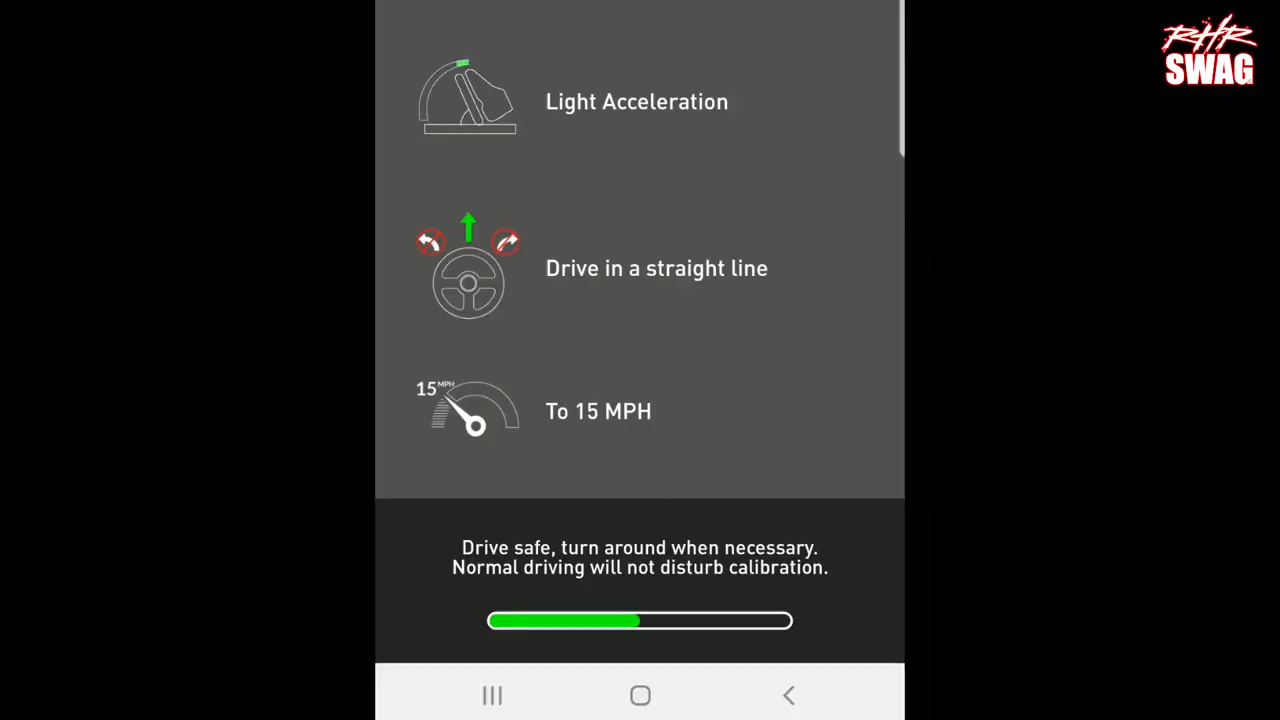 RHR
SWAG
Light Acceleration
Drive in a straight line
15 MPH
To 15 MPH
Drive safe, turn around when necessary.
Normal driving will not disturb calibration.